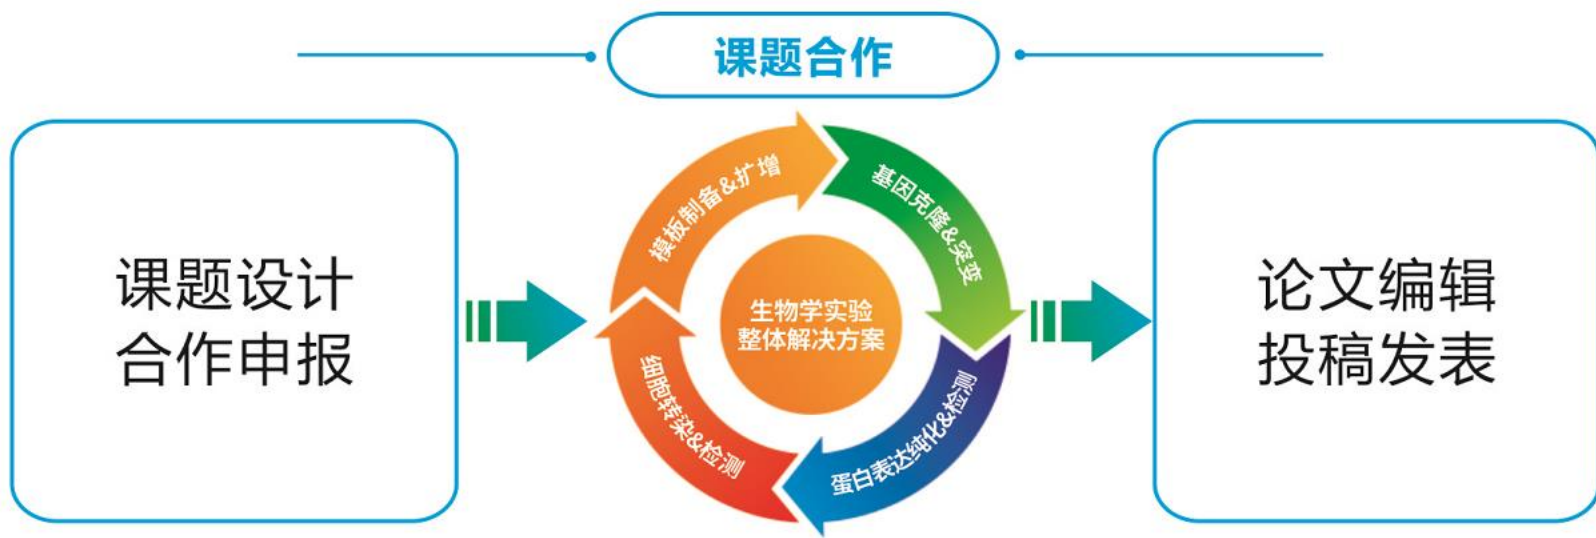 课题合作
课题设计
合作申报
模板制备&扩增
基因克隆&突变
生物学实验
整体解决方案
细胞转染&检测
蛋白表达纯化&检测
论文编辑
投稿发表